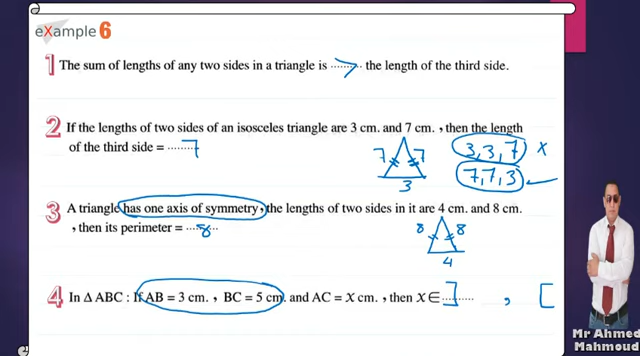 eXample 6
1 The sum of lengths of any two sides in a triangle is ...>... the length of the third side.
2 If the lengths of two sides of an isosceles triangle are 3 cm. and 7 cm. , then the length
of the third side = ........ 7
7 7
3
3, 3, 7 x
7, 7, 3
3 A triangle has one axis of symmetry, the lengths of two sides in it are 4 cm. and 8 cm.
, then its perimeter = ...8...
8 8
4
4 In Δ ABC : If AB = 3 cm. , BC = 5 cm. and AC = X cm. , then X ∈ ...]........ , [
Mr Ahmed
Mahmoud